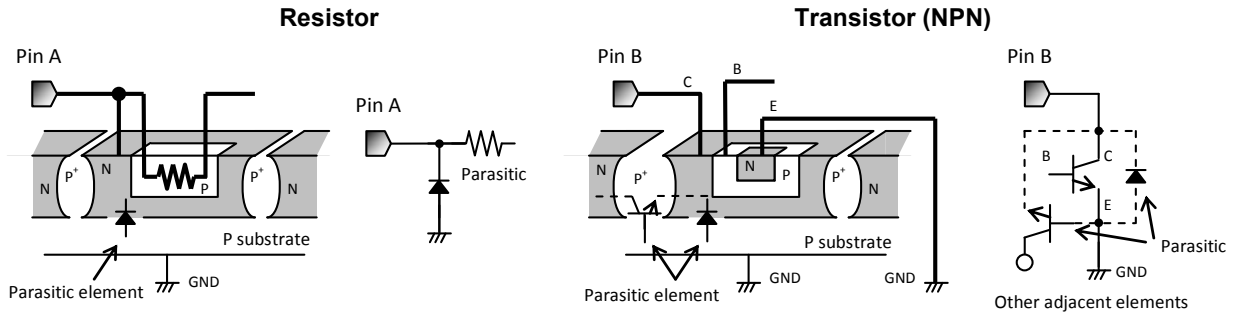 Resistor
Transistor (NPN)
Pin A
Pin A
N
P+
N
P
P+
N
Parasitic
P substrate
GND
Parasitic element
Pin B
C
B
E
N
P+
N
P
P+
N
P substrate
GND
GND
Parasitic element
Pin B
B
C
E
Parasitic
GND
Other adjacent elements